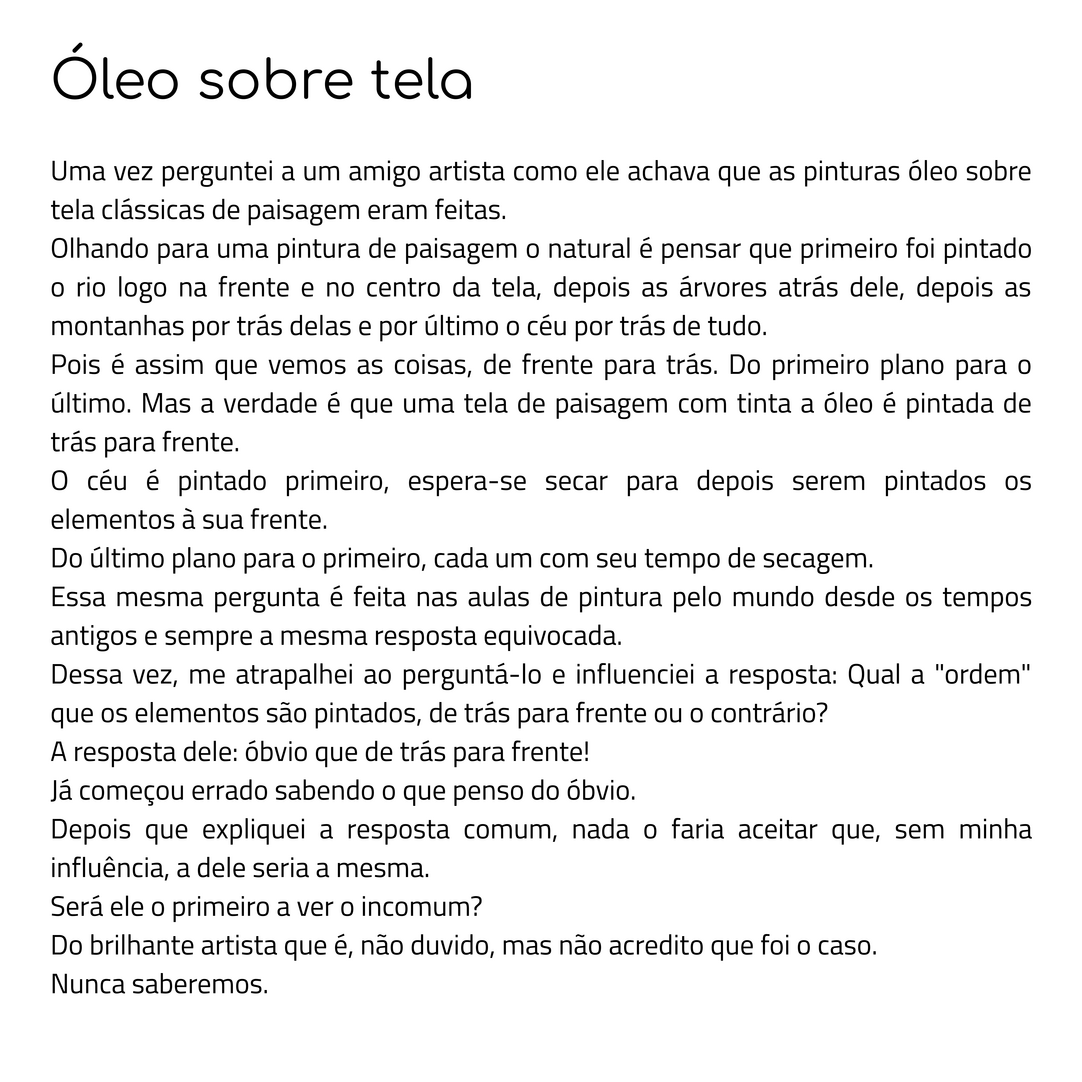 Óleo sobre tela
Uma vez perguntei a um amigo artista como ele achava que as pinturas óleo sobre
tela clássicas de paisagem eram feitas.
Olhando para uma pintura de paisagem o natural é pensar que primeiro foi pintado
o rio logo na frente e no centro da tela, depois as árvores atrás dele, depois as
montanhas por trás delas e por último o céu por trás de tudo.
Pois é assim que vemos as coisas, de frente para trás. Do primeiro plano para o
último. Mas a verdade é que uma tela de paisagem com tinta a óleo é pintada de
trás para frente.
O céu é pintado primeiro, espera-se secar para depois serem pintados os
elementos à sua frente.
Do último plano para o primeiro, cada um com seu tempo de secagem.
Essa mesma pergunta é feita nas aulas de pintura pelo mundo desde os tempos
antigos e sempre a mesma resposta equivocada.
Dessa vez, me atrapalhei ao perguntá-lo e influenciei a resposta: Qual a "ordem"
que os elementos são pintados, de trás para frente ou o contrário?
A resposta dele: óbvio que de trás para frente!
Já começou errado sabendo o que penso do óbvio.
Depois que expliquei a resposta comum, nada o faria aceitar que, sem minha
influência, a dele seria a mesma.
Será ele o primeiro a ver o incomum?
Do brilhante artista que é, não duvido, mas não acredito que foi o caso.
Nunca saberemos.